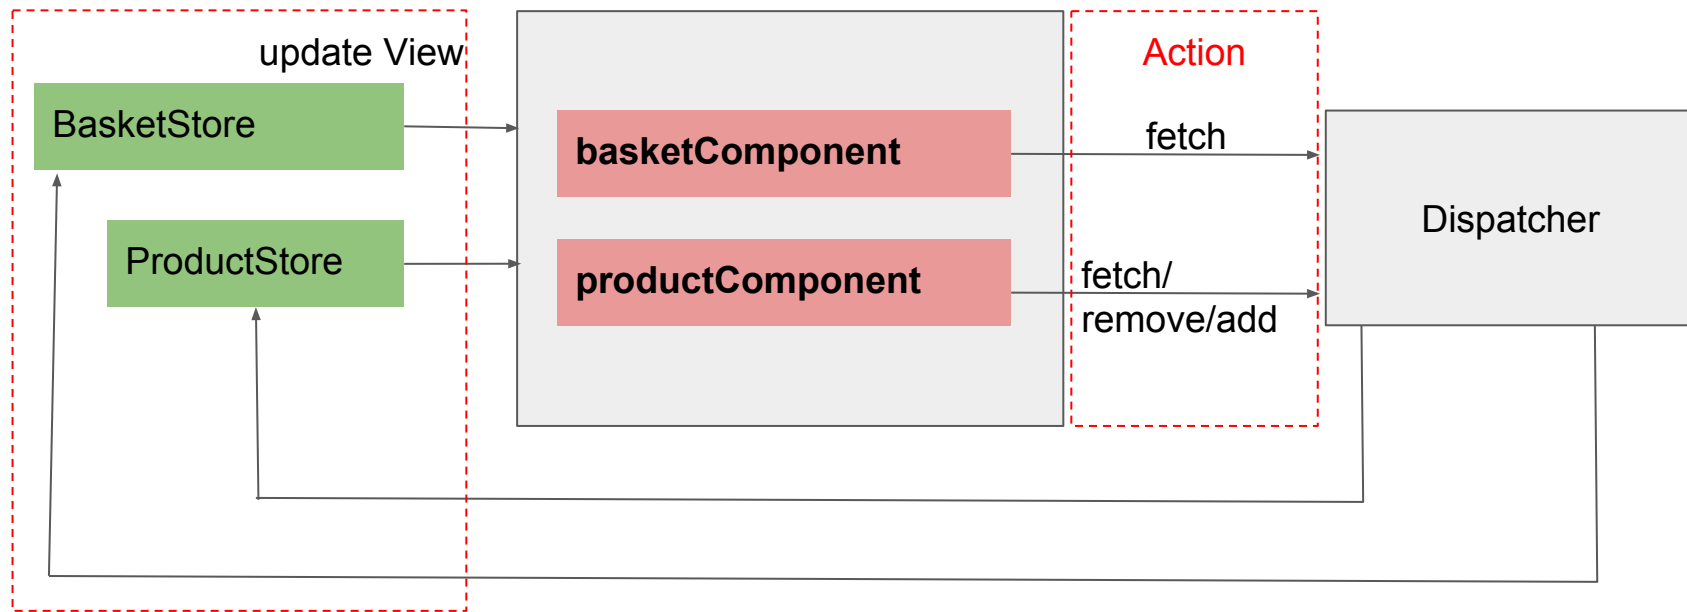 update View
BasketStore
ProductStore
basketComponent
productComponent
Action
fetch
fetch/
remove/add
Dispatcher